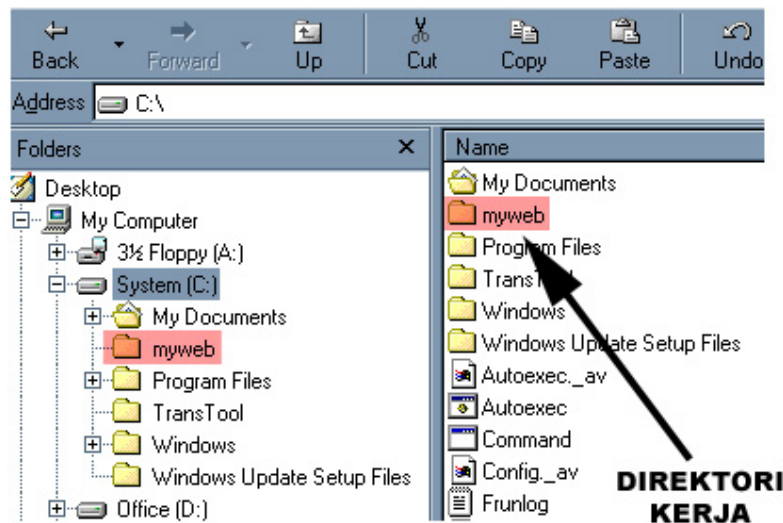 Back Forward Up Cut Copy Paste Undo
Address C:\
Folders
Desktop
My Computer
3½ Floppy (A:)
System (C:)
My Documents
myweb
Program Files
TransTool
Windows
Windows Update Setup Files
Office (D:)
Name
My Documents
myweb
Program Files
TransTool
Windows
Windows Update Setup Files
Autoexec._av
Autoexec
Command
Config._av
Frunlog
DIREKTORI
KERJA